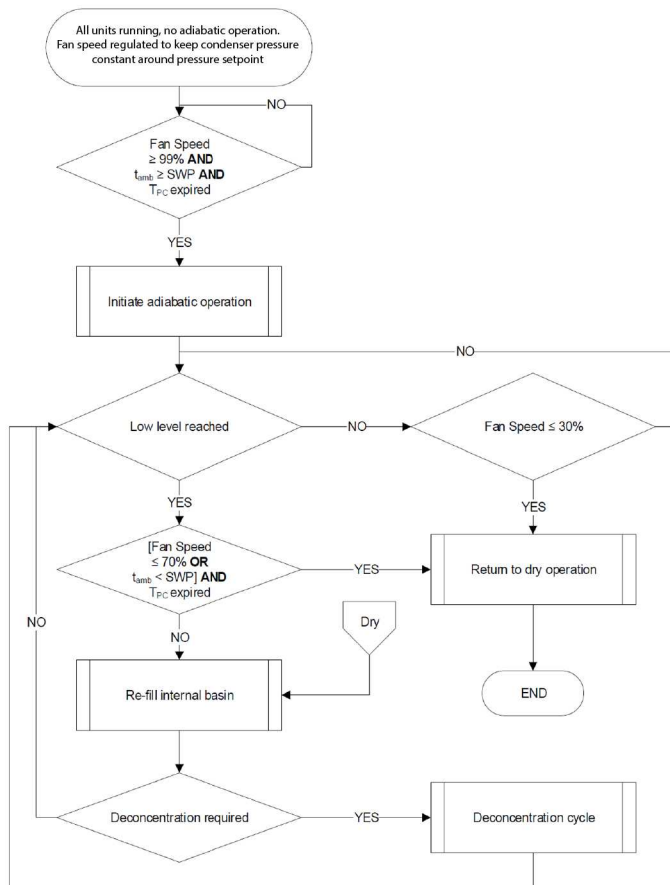 All units running, no adiabatic operation.
Fan speed regulated to keep condenser pressure
constant around pressure setpoint
NO
Fan Speed
≥ 99% AND
tamb ≥ SWP AND
TPC expired
YES
Initiate adiabatic operation
NO
Low level reached
NO
Fan Speed ≤ 30%
YES
YES
[Fan Speed
≤ 70% OR
tamb < SWP] AND
TPC expired
YES
Return to dry operation
NO
NO
Dry
Re-fill internal basin
END
Deconcentration required
YES
Deconcentration cycle